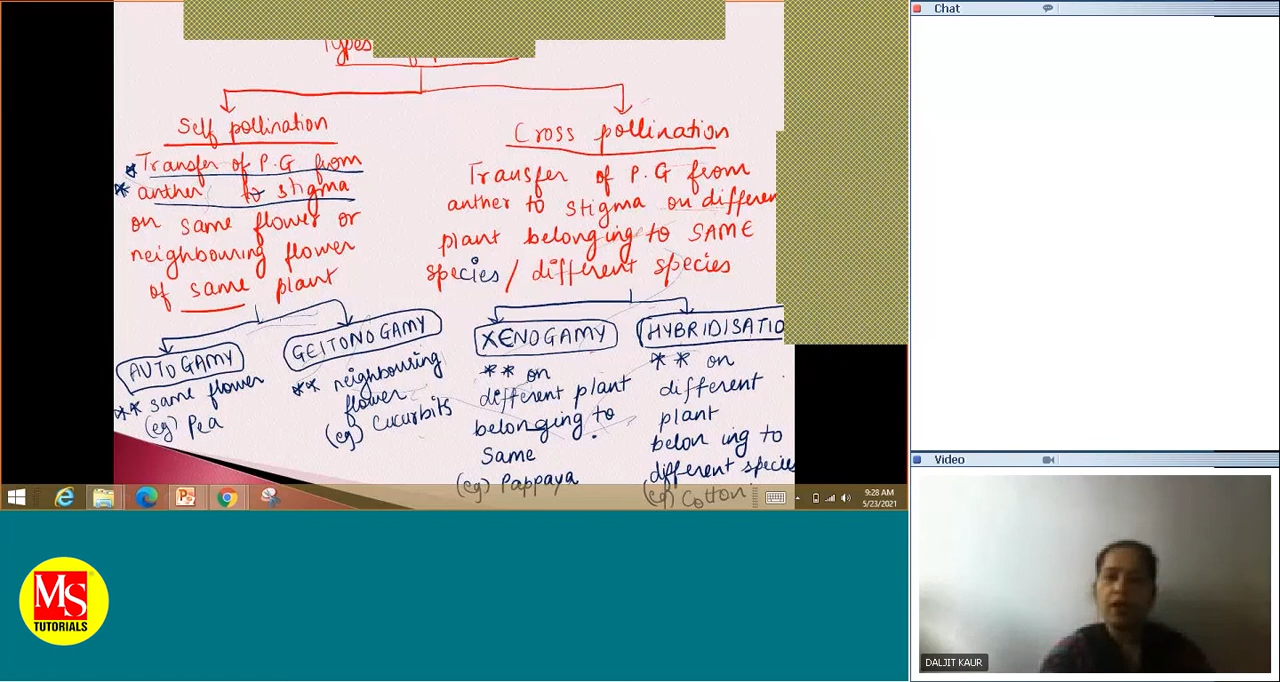 Chat
Types
Self pollination
* Transfer of P.G from
* anther to stigma
on same flower or
neighbouring flower
of same plant
Cross pollination
Transfer of P.G from
anther to stigma on differen
plant belonging to SAME
species / different species
AUTOGAMY
** same flower
(eg) Pea
GEITONOGAMY
** neighbouring
flower
(eg) Cucurbits
XENOGAMY
** on
different plant
belonging to
Same
(eg) Pappaya
HYBRIDISATIO
** on
different
plant
belon ing to
different species
(eg) Cotton
9:28 AM
5/23/2021
Video
DALJIT KAUR
MS
TUTORIALS